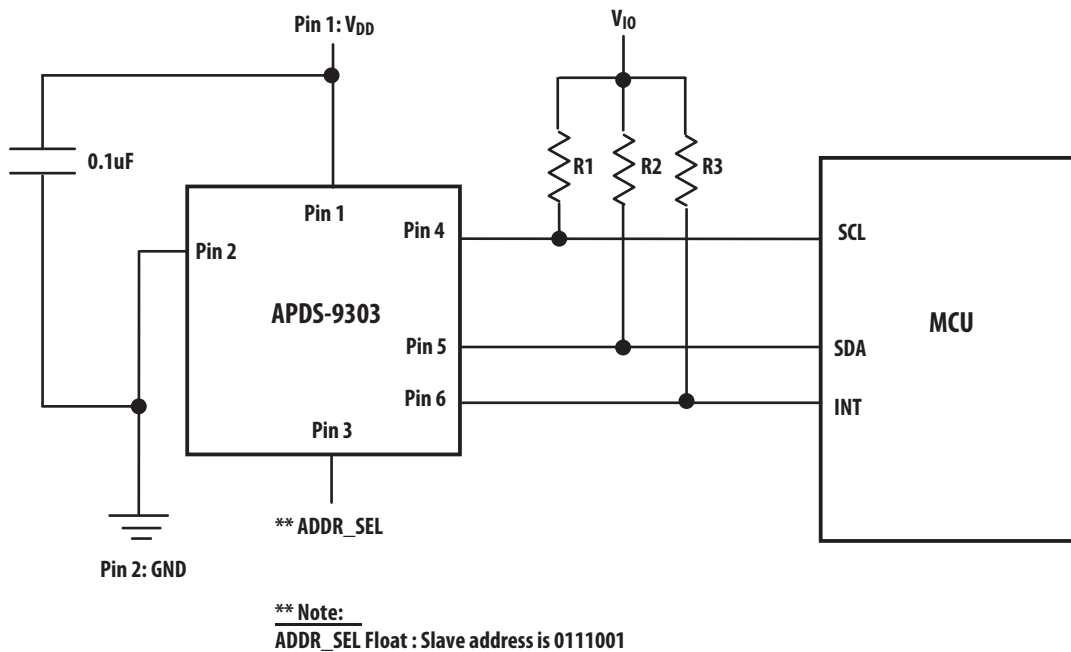 Pin 1: VDD
VIO
0.1uF
R1
R2
R3
Pin 1
Pin 4
SCL
Pin 2
APDS-9303
MCU
Pin 5
SDA
Pin 6
INT
Pin 3
** ADDR_SEL
Pin 2: GND
** Note:
ADDR_SEL Float : Slave address is 0111001